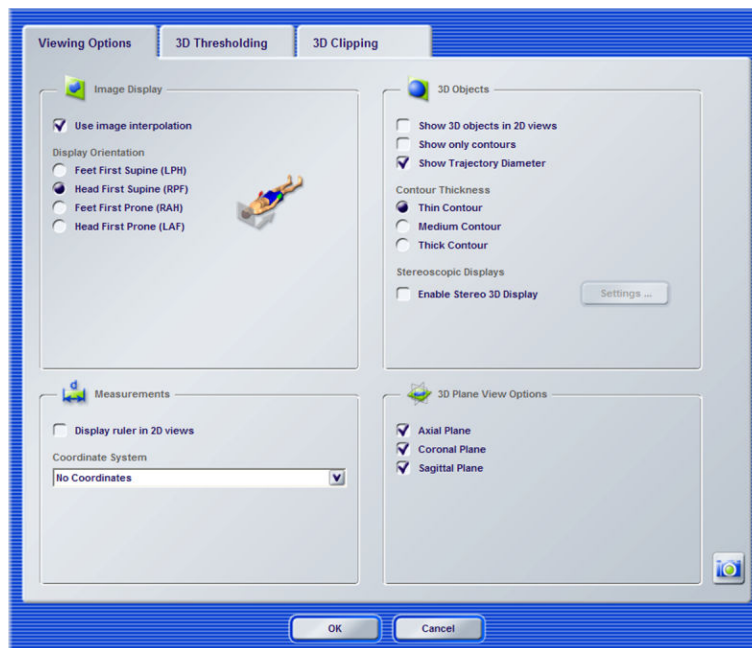 Viewing Options
3D Thresholding
3D Clipping
Image Display
Use image interpolation
Display Orientation
Feet First Supine (LPH)
Head First Supine (RPF)
Feet First Prone (RAH)
Head First Prone (LAF)
3D Objects
Show 3D objects in 2D views
Show only contours
Show Trajectory Diameter
Contour Thickness
Thin Contour
Medium Contour
Thick Contour
Stereoscopic Displays
Enable Stereo 3D Display
Settings ...
d
Measurements
Display ruler in 2D views
Coordinate System
No Coordinates
3D Plane View Options
Axial Plane
Coronal Plane
Sagittal Plane
OK
Cancel